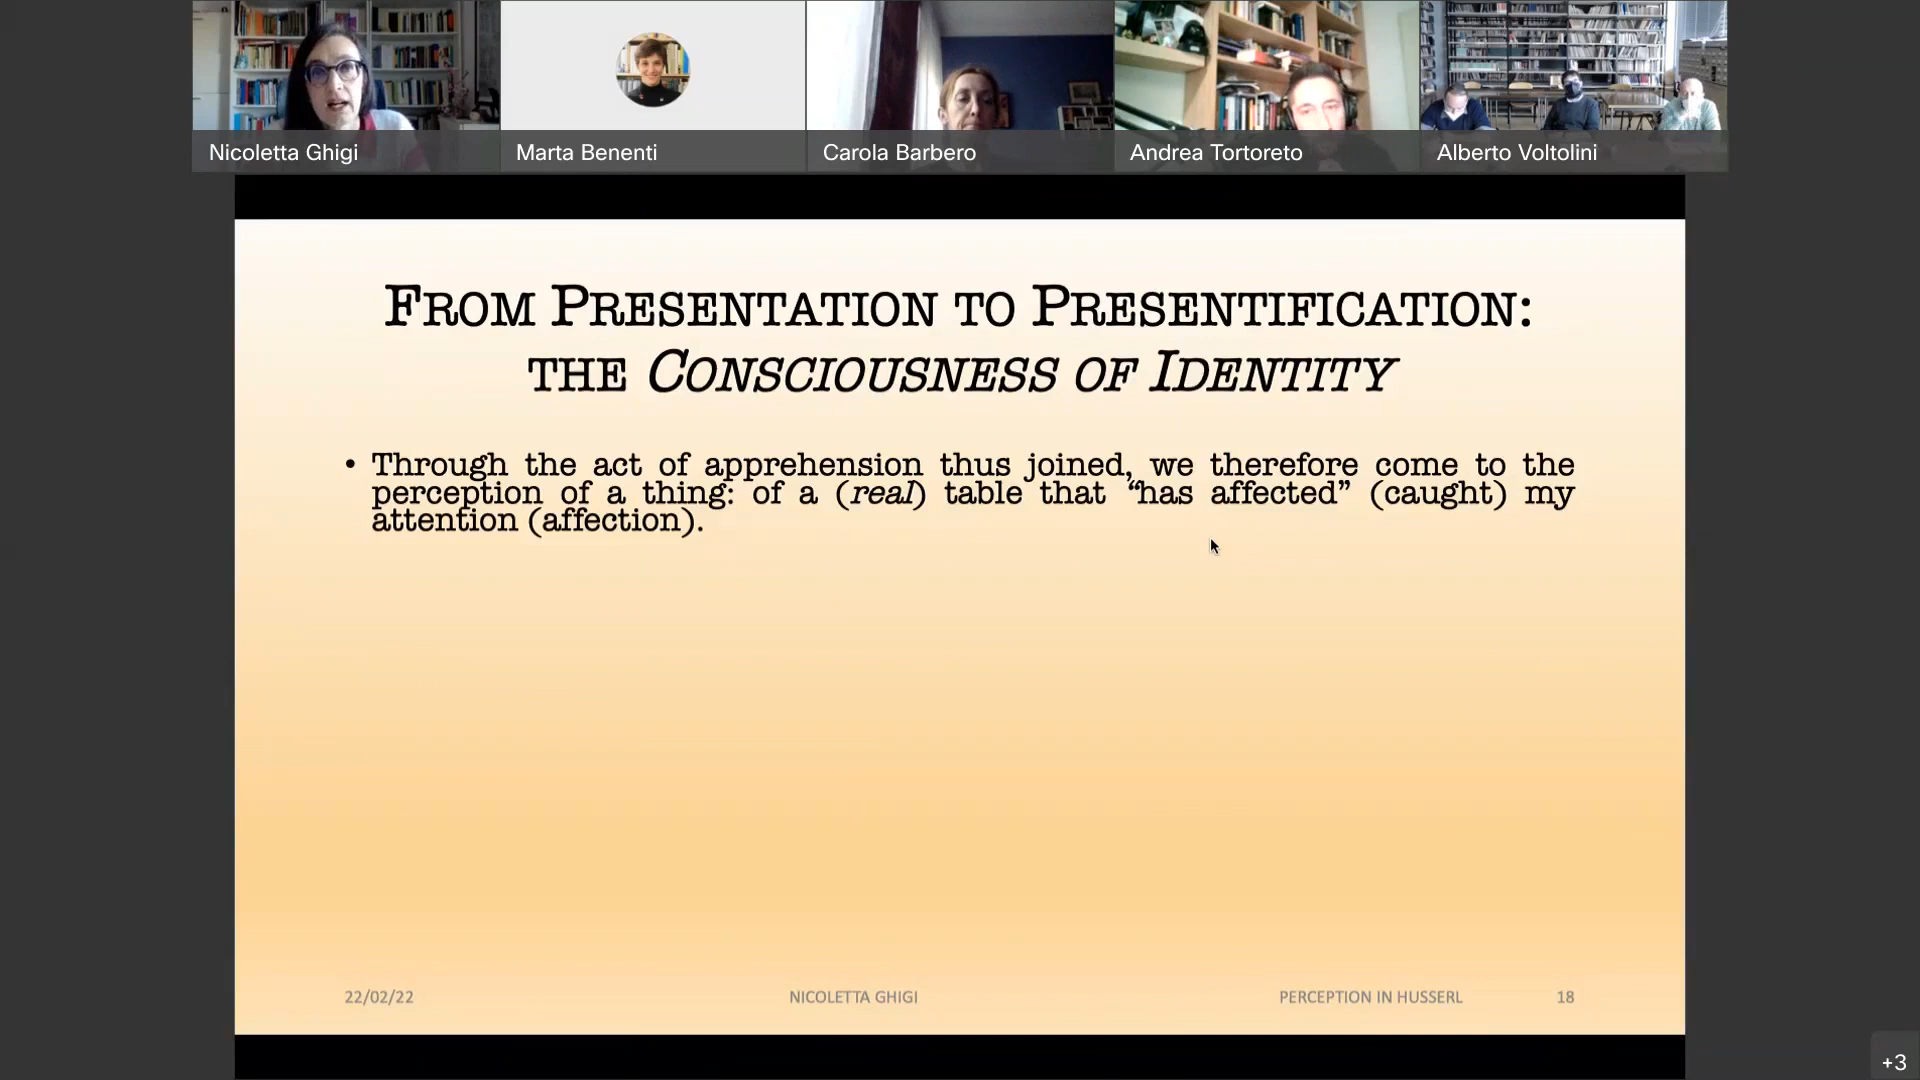 Nicoletta Ghigi
Marta Benenti
Carola Barbero
Andrea Tortoreto
Alberto Voltolini
FROM PRESENTATION TO PRESENTIFICATION:
THE CONSCIOUSNESS OF IDENTITY
• Through the act of apprehension thus joined, we therefore come to the
perception of a thing: of a (real) table that “has affected” (caught) my
attention (affection).
22/02/22
NICOLETTA GHIGI
PERCEPTION IN HUSSERL
18
+3